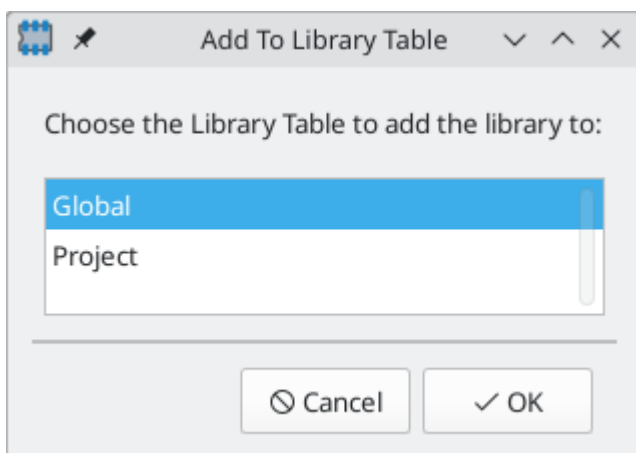 Add To Library Table
Choose the Library Table to add the library to:
Global
Project
Cancel
OK